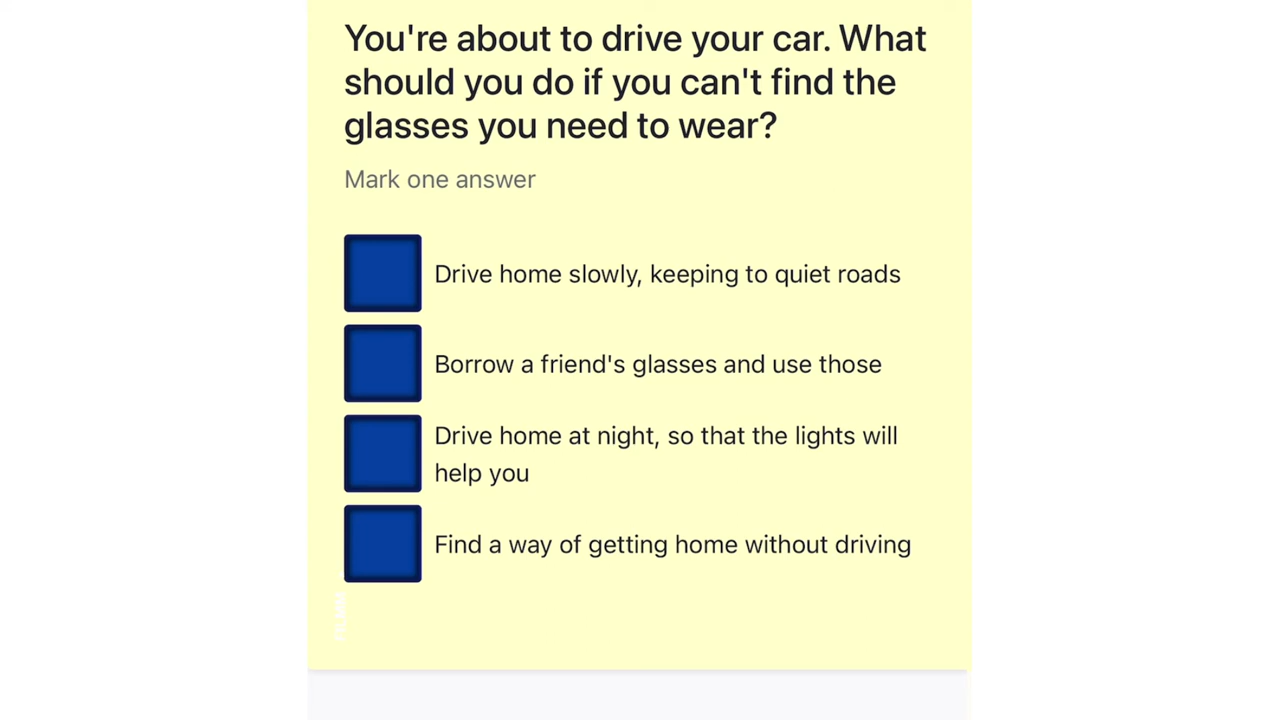 You're about to drive your car. What
should you do if you can't find the
glasses you need to wear?
Mark one answer
Drive home slowly, keeping to quiet roads
Borrow a friend's glasses and use those
Drive home at night, so that the lights will
help you
Find a way of getting home without driving